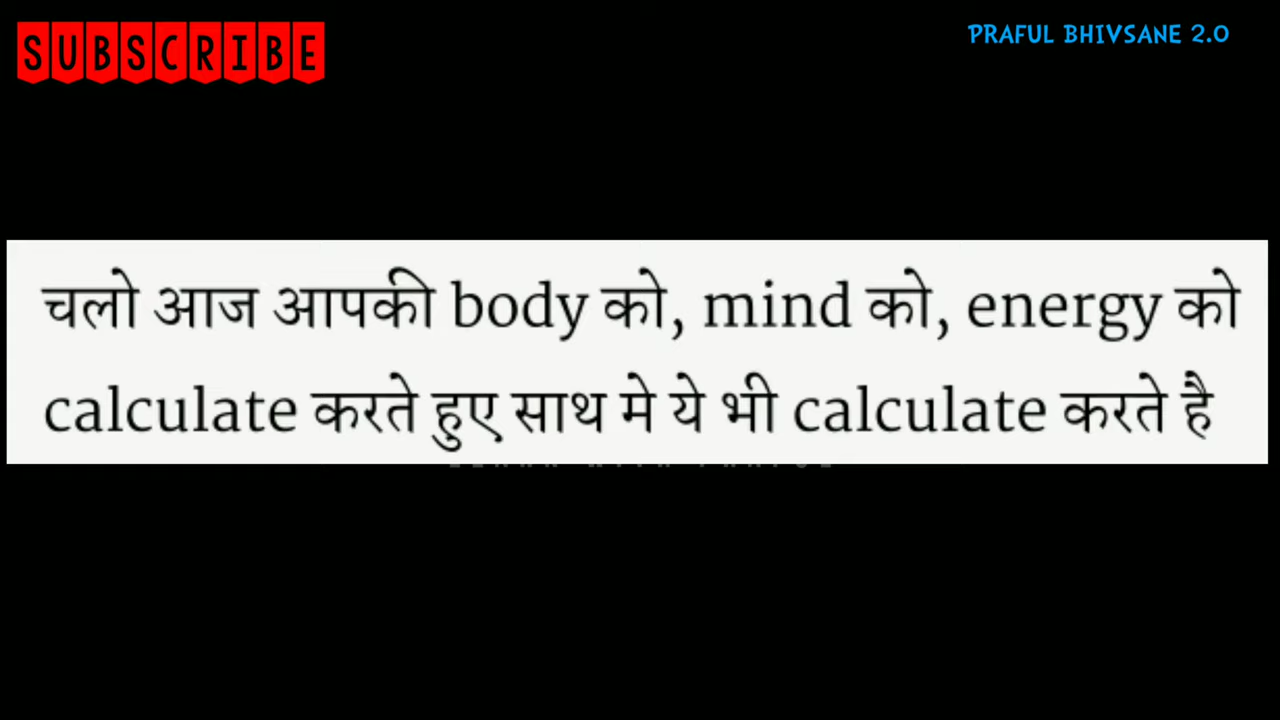 SUBSCRIBE
PRAFUL BHIVSANE 2.0
चलो आज आपकी body को, mind को, energy को
calculate करते हुए साथ मे ये भी calculate करते है